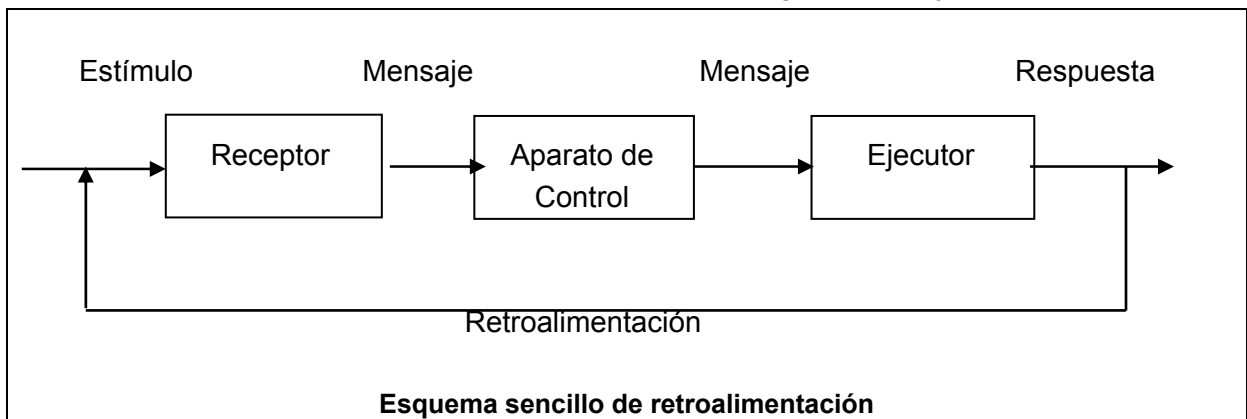 Estímulo Mensaje Mensaje Respuesta
Receptor Aparato de Ejecutor
Control
Retroalimentación
Esquema sencillo de retroalimentación